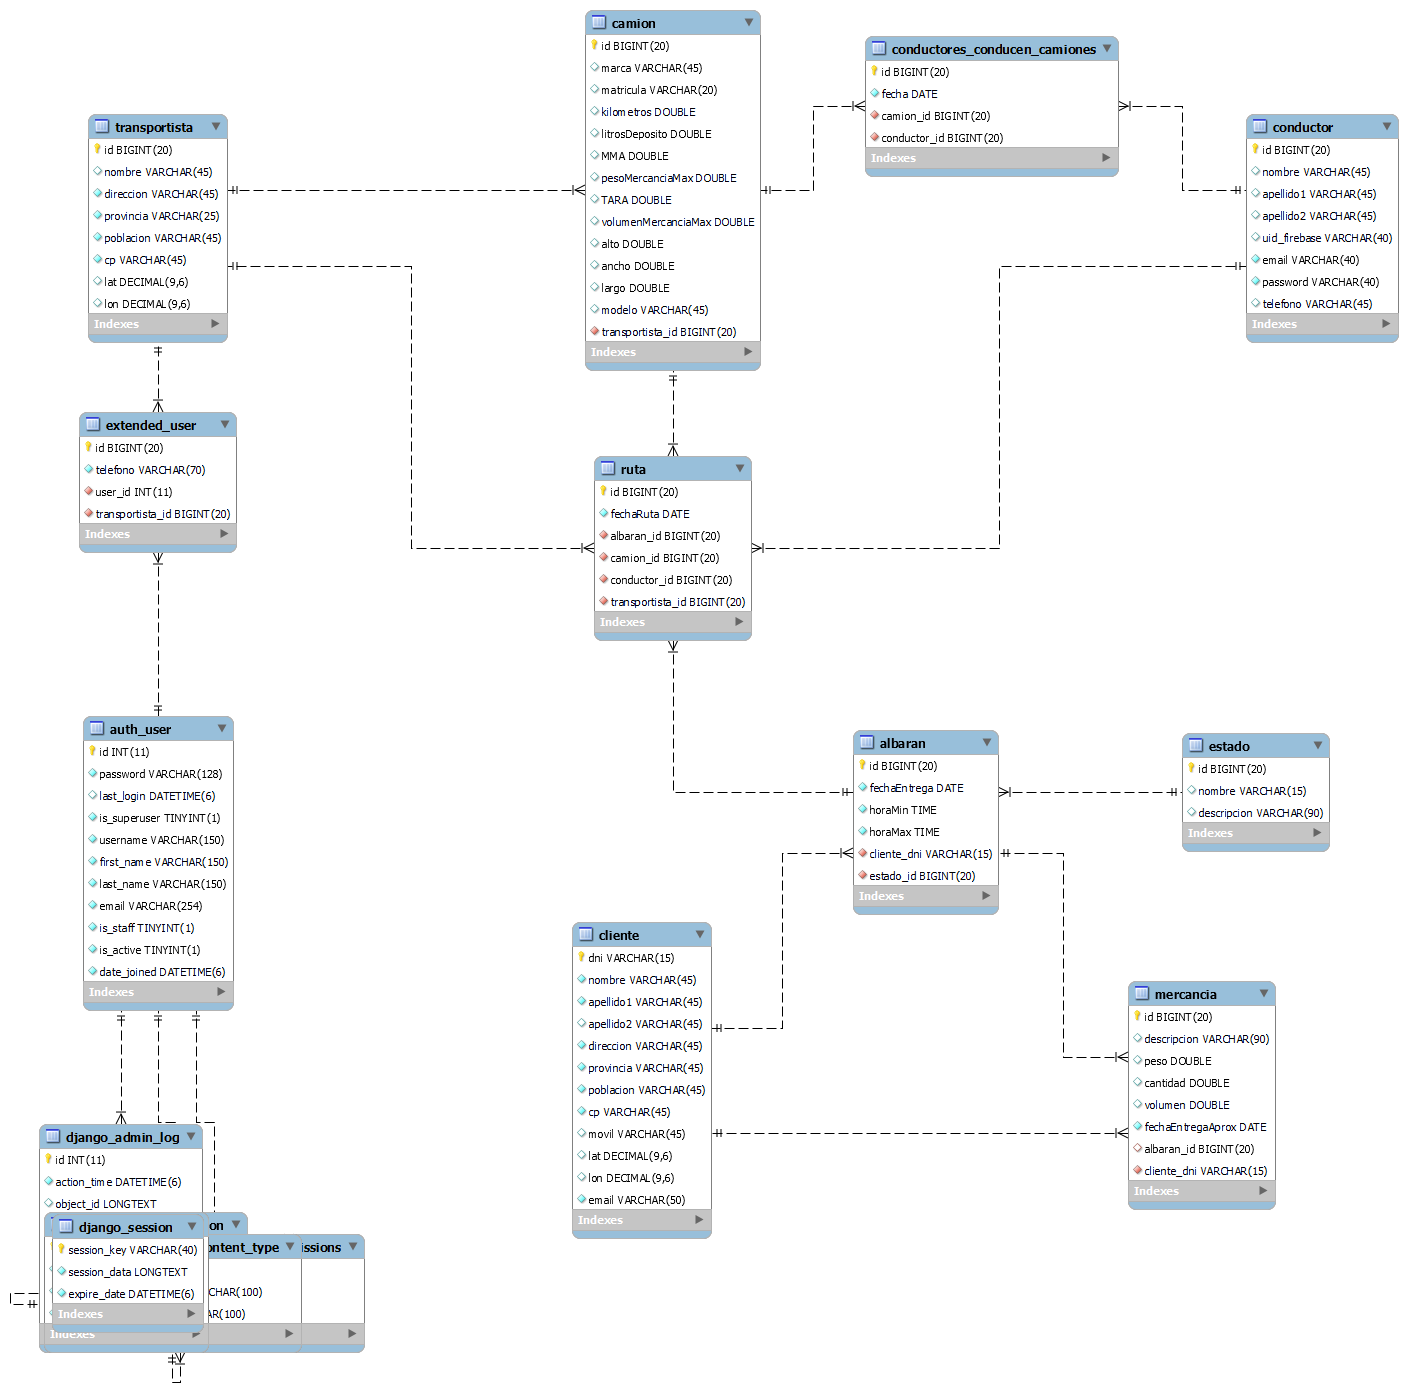 camion
id BIGINT(20)
marca VARCHAR(45)
matricula VARCHAR(20)
kilometros DOUBLE
litrosDeposito DOUBLE
MMA DOUBLE
pesoMercanciaMax DOUBLE
TARA DOUBLE
volumenMercanciaMax DOUBLE
alto DOUBLE
ancho DOUBLE
largo DOUBLE
modelo VARCHAR(45)
transportista_id BIGINT(20)
Indexes
conductores_conducen_camiones
id BIGINT(20)
fecha DATE
camion_id BIGINT(20)
conductor_id BIGINT(20)
Indexes
transportista
id BIGINT(20)
nombre VARCHAR(45)
direccion VARCHAR(45)
provincia VARCHAR(25)
poblacion VARCHAR(45)
cp VARCHAR(45)
lat DECIMAL(9,6)
lon DECIMAL(9,6)
Indexes
conductor
id BIGINT(20)
nombre VARCHAR(45)
apellido1 VARCHAR(45)
apellido2 VARCHAR(45)
uid_firebase VARCHAR(40)
email VARCHAR(40)
password VARCHAR(40)
telefono VARCHAR(45)
Indexes
extended_user
id BIGINT(20)
telefono VARCHAR(70)
user_id INT(11)
transportista_id BIGINT(20)
Indexes
ruta
id BIGINT(20)
fechaRuta DATE
albaran_id BIGINT(20)
camion_id BIGINT(20)
conductor_id BIGINT(20)
transportista_id BIGINT(20)
Indexes
auth_user
id INT(11)
password VARCHAR(128)
last_login DATETIME(6)
is_superuser TINYINT(1)
username VARCHAR(150)
first_name VARCHAR(150)
last_name VARCHAR(150)
email VARCHAR(254)
is_staff TINYINT(1)
is_active TINYINT(1)
date_joined DATETIME(6)
Indexes
albaran
id BIGINT(20)
fechaEntrega DATE
horaMin TIME
horaMax TIME
cliente_dni VARCHAR(15)
estado_id BIGINT(20)
Indexes
estado
id BIGINT(20)
nombre VARCHAR(15)
descripcion VARCHAR(90)
Indexes
cliente
dni VARCHAR(15)
nombre VARCHAR(45)
apellido1 VARCHAR(45)
apellido2 VARCHAR(45)
direccion VARCHAR(45)
provincia VARCHAR(45)
poblacion VARCHAR(45)
cp VARCHAR(45)
movil VARCHAR(45)
lat DECIMAL(9,6)
lon DECIMAL(9,6)
email VARCHAR(50)
Indexes
mercancia
id BIGINT(20)
descripcion VARCHAR(90)
peso DOUBLE
cantidad DOUBLE
volumen DOUBLE
fechaEntregaAprox DATE
albaran_id BIGINT(20)
cliente_dni VARCHAR(15)
Indexes
django_admin_log
id INT(11)
action_time DATETIME(6)
object_id LONGTEXT
django_session
session_key VARCHAR(40)
session_data LONGTEXT
expire_date DATETIME(6)
Indexes
on
ontent_type
issions
CHAR(100)
AR(100)
Indexes